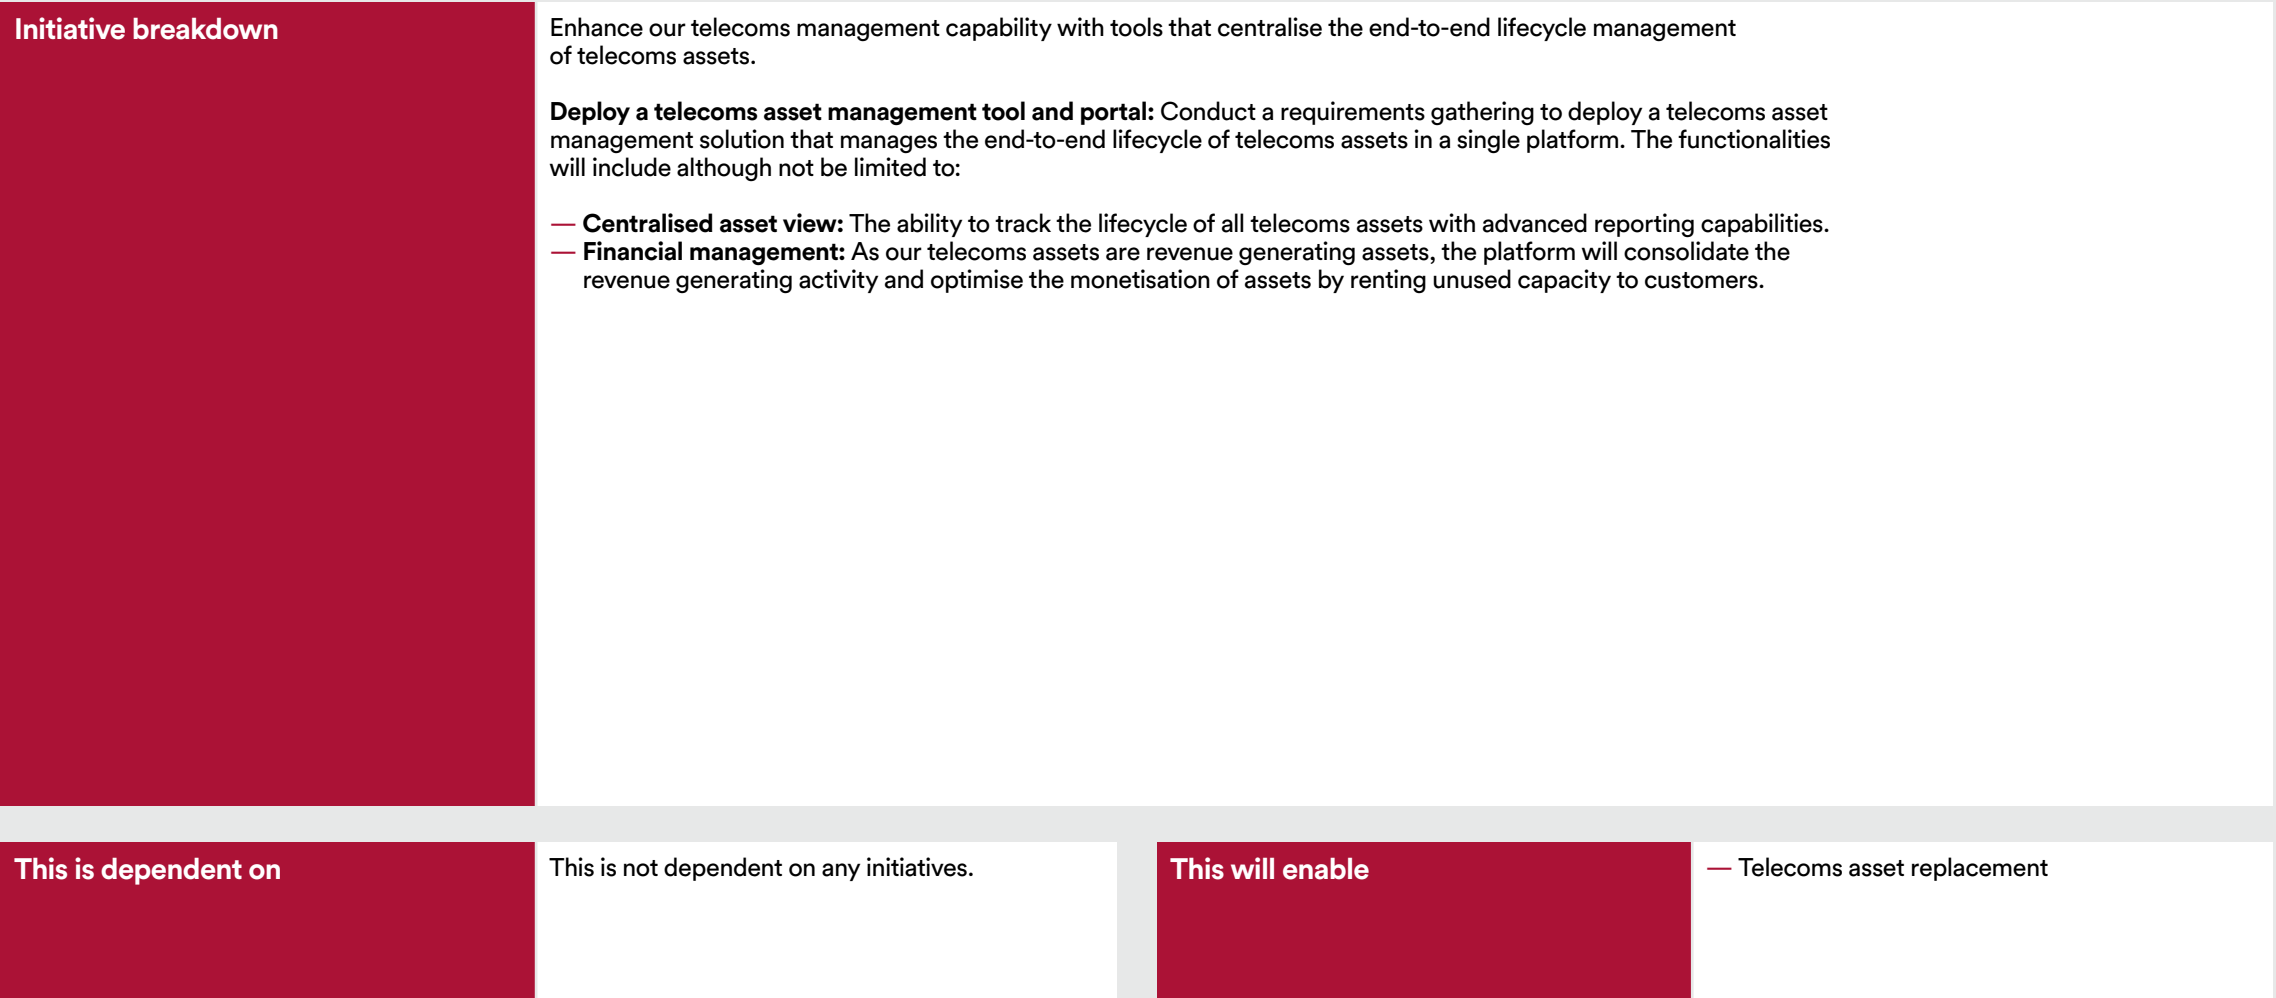 Initiative breakdown
Enhance our telecoms management capability with tools that centralise the end-to-end lifecycle management
of telecoms assets.
Deploy a telecoms asset management tool and portal: Conduct a requirements gathering to deploy a telecoms asset
management solution that manages the end-to-end lifecycle of telecoms assets in a single platform. The functionalities
will include although not be limited to:
— Centralised asset view: The ability to track the lifecycle of all telecoms assets with advanced reporting capabilities.
— Financial management: As our telecoms assets are revenue generating assets, the platform will consolidate the
revenue generating activity and optimise the monetisation of assets by renting unused capacity to customers.
This is dependent on
This is not dependent on any initiatives.
This will enable
— Telecoms asset replacement